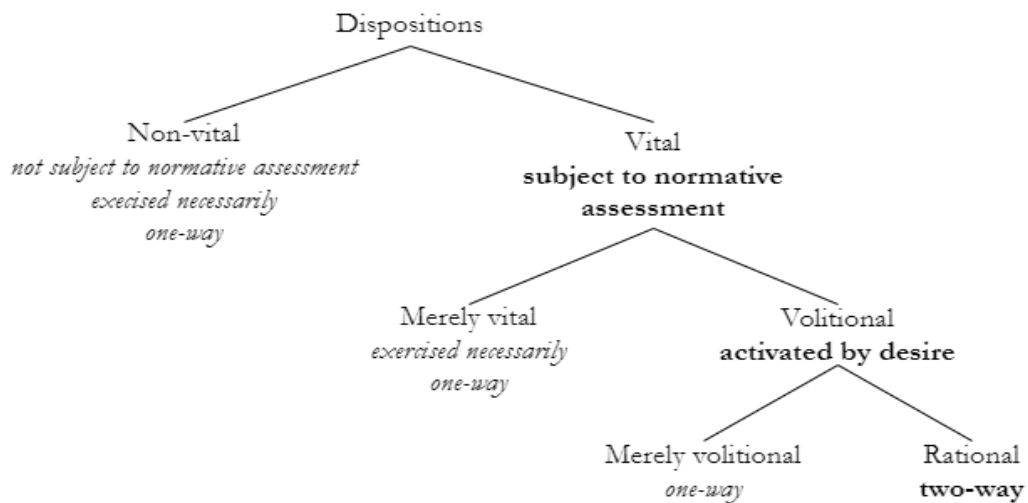 Dispositions
Non-vital
not subject to normative assessment
execised necessarily
one-way
Vital
subject to normative
assessment
Merely vital
exercised necessarily
one-way
Volitional
activated by desire
Merely volitional
one-way
Rational
two-way